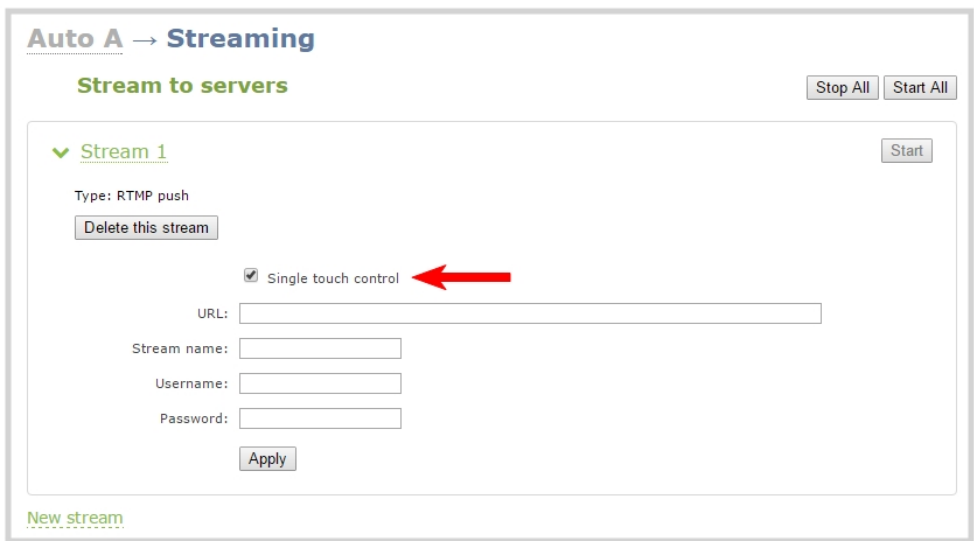 Auto A → Streaming
Stream to servers
Stop All
Start All
Stream 1
Start
Type: RTMP push
Delete this stream
Single touch control
URL:
Stream name:
Username:
Password:
Apply
New stream